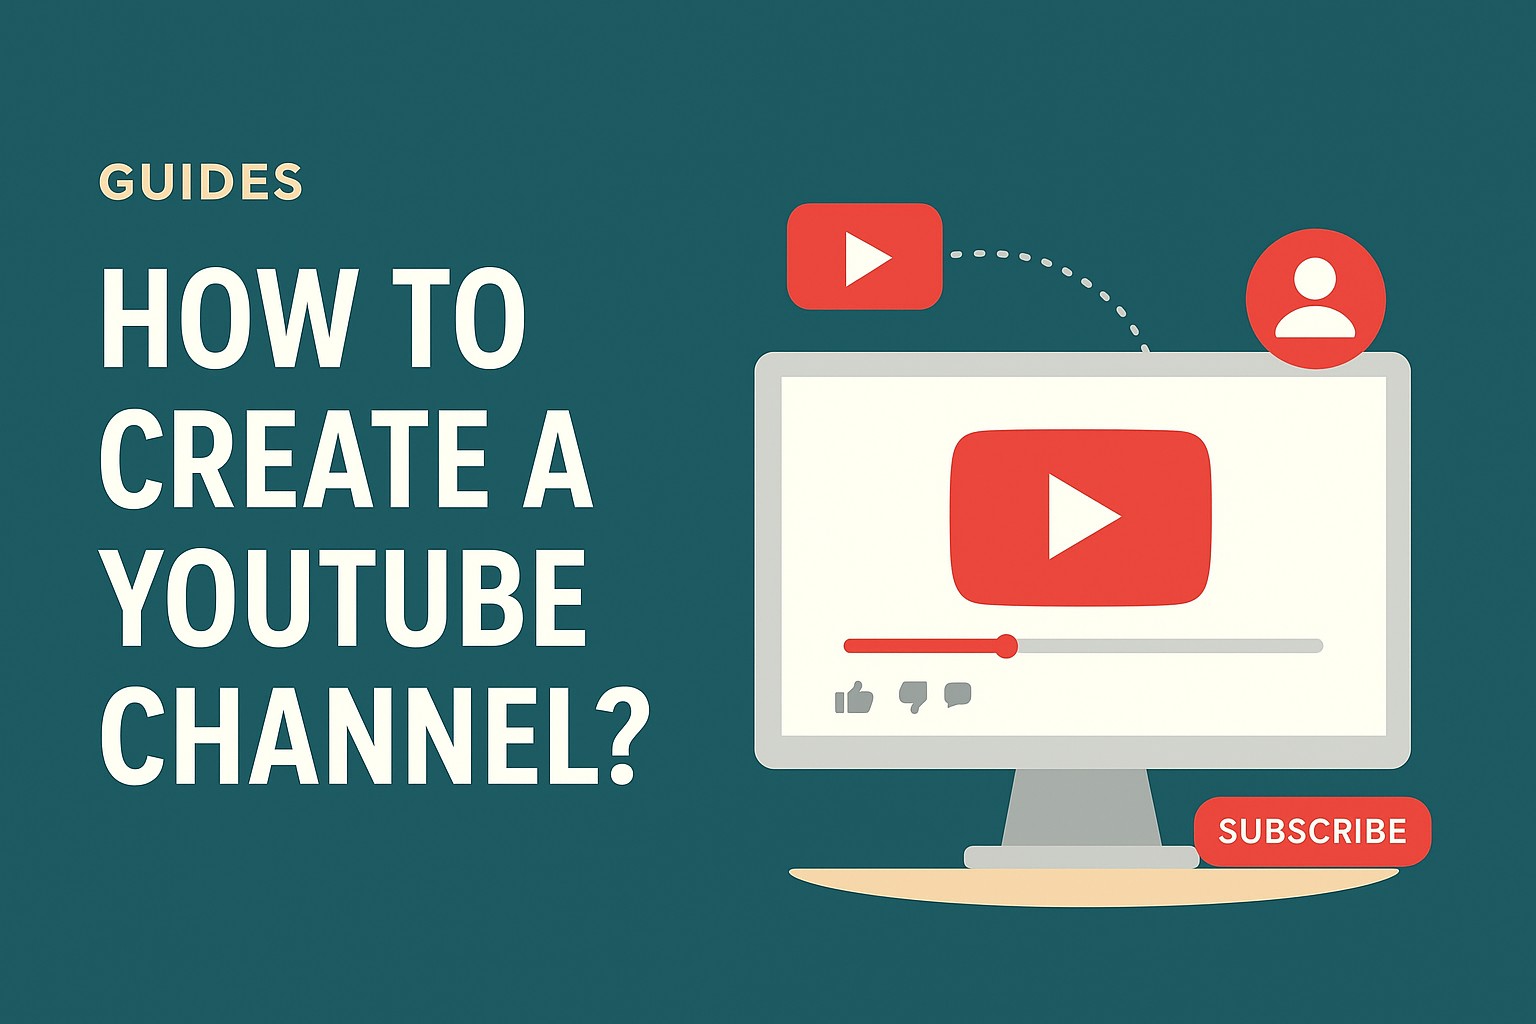 GUIDES
HOW TO
CREATE A
YOUTUBE
CHANNEL?
SUBSCRIBE